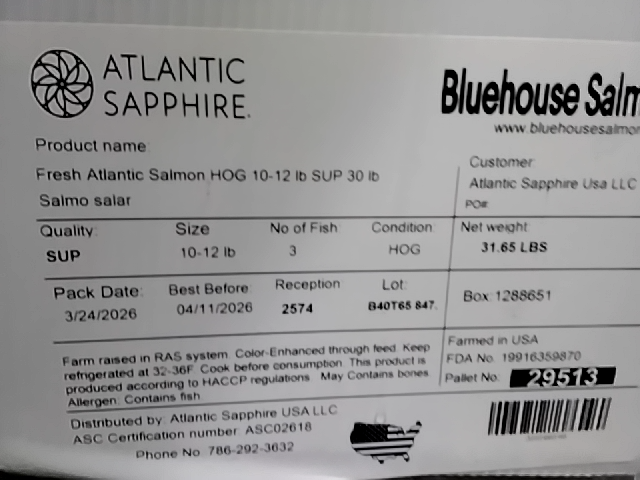 ATLANTIC
SAPPHIRE.
Bluehouse Salm
www.bluehousesalmon
Product name
Fresh Atlantic Salmon HOG 10-12 lb SUP 30 lb
Salmo salar
Customer:
Atlantic Sapphire Usa LLC
PO#
Quality: Size No of Fish: Condition: Net weight:
SUP 10-12 lb 3 HOG 31.65 LBS
Pack Date: Best Before: Reception Lot:
3/24/2026 04/11/2026 2574 B40T65 847.
Box: 1288651
Farm raised in RAS system. Color-Enhanced through feed. Keep
refrigerated at 32-36F. Cook before consumption. This product is
produced according to HACCP regulations. May Contains bones.
Allergen: Contains fish.
Farmed in USA
FDA No. 19916359870
Pallet No: 29513
Distributed by: Atlantic Sapphire USA LLC
ASC Certification number: ASC02618
Phone No. 786-292-3632